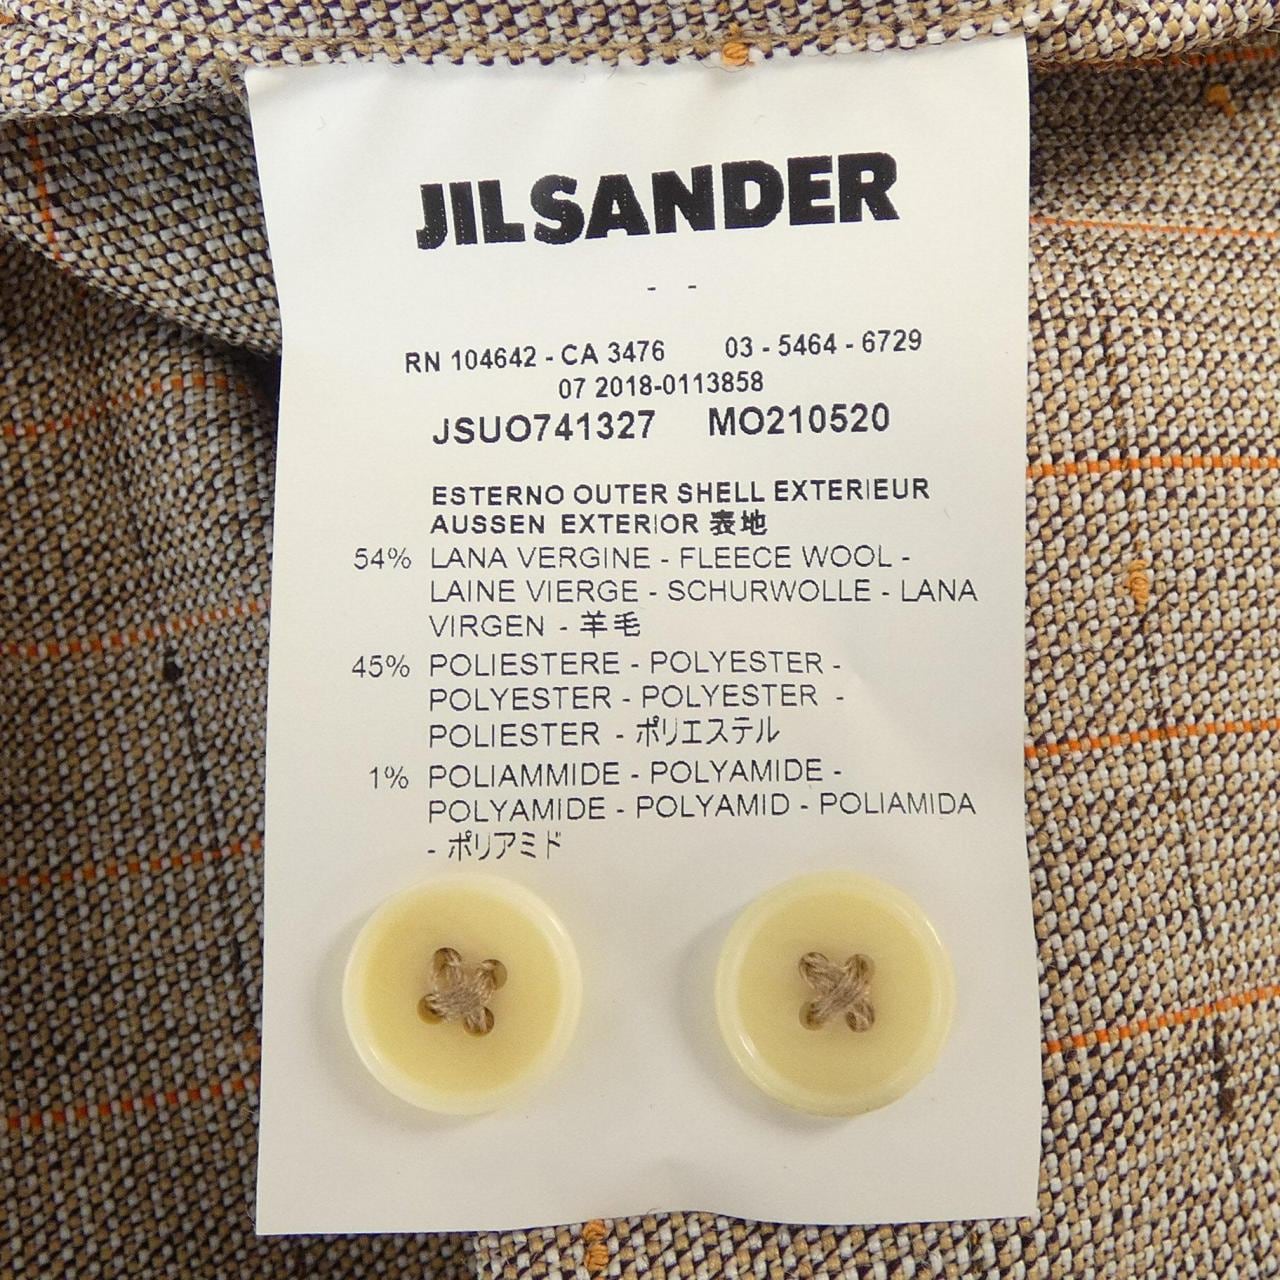 JIL SANDER
- -
RN 104642 - CA 3476 03 - 5464 - 6729
07 2018-0113858
JSUO741327 MO210520
ESTERNO OUTER SHELL EXTERIEUR
AUSSEN EXTERIOR 表地
54% LANA VERGINE - FLEECE WOOL -
LAINE VIERGE - SCHURWOLLE - LANA
VIRGEN - 羊毛
45% POLIESTERE - POLYESTER -
POLYESTER - POLYESTER -
POLIESTER - ポリエステル
1% POLIAMMIDE - POLYAMIDE -
POLYAMIDE - POLYAMID - POLIAMIDA
- ポリアミド